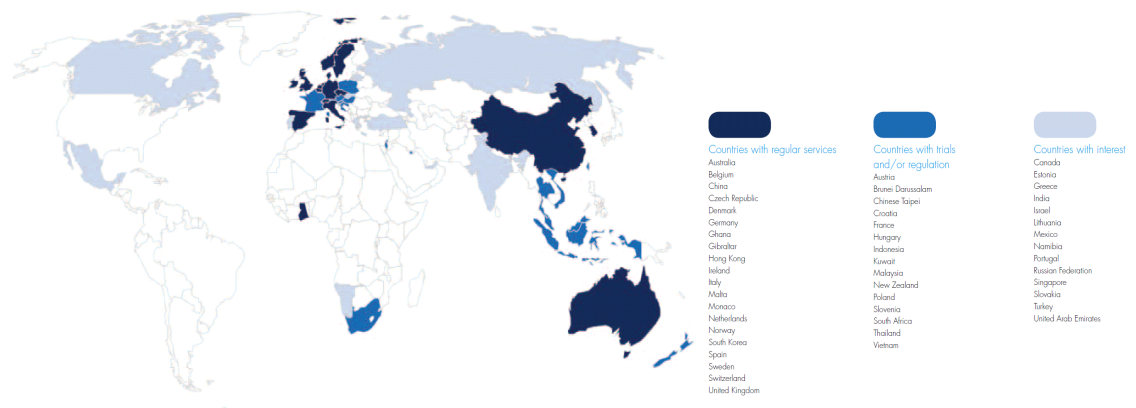 Countries with regular services
Australia
Belgium
China
Czech Republic
Denmark
Germany
Ghana
Gibraltar
Hong Kong
Ireland
Italy
Malta
Monaco
Netherlands
Norway
South Korea
Spain
Sweden
Switzerland
United Kingdom
Countries with trials
and/or regulation
Austria
Brunei Darussalam
Chinese Taipei
Croatia
France
Hungary
Indonesia
Kuwait
Malaysia
New Zealand
Poland
Slovenia
South Africa
Thailand
Vietnam
Countries with interest
Canada
Estonia
Greece
India
Israel
Lithuania
Mexico
Namibia
Portugal
Russian Federation
Singapore
Slovakia
Turkey
United Arab Emirates